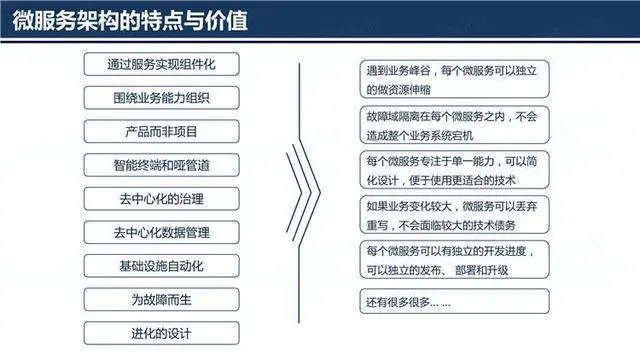 微服务架构的特点与价值
通过服务实现组件化
围绕业务能力组织
产品而非项目
智能终端和哑管道
去中心化的治理
去中心化数据管理
基础设施自动化
为故障而生
进化的设计
遇到业务峰谷，每个微服务可以独立
的做资源伸缩
故障域隔离在每个微服务之内，不会
造成整个业务系统宕机
每个微服务专注于单一能力，可以简
化设计，便于使用更适合的技术
如果业务变化较大，微服务可以丢弃
重写，不会面临较大的技术债务
每个微服务可以有独立的开发进度，
可以独立的发布、部署和升级
还有很多很多... ...